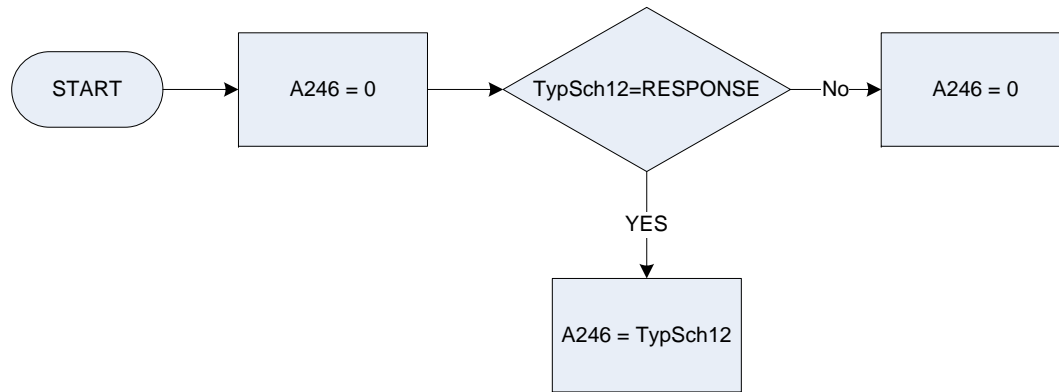 START
A246 = 0
TypSch12=RESPONSE
No
A246 = 0
YES
A246 = TypSch12